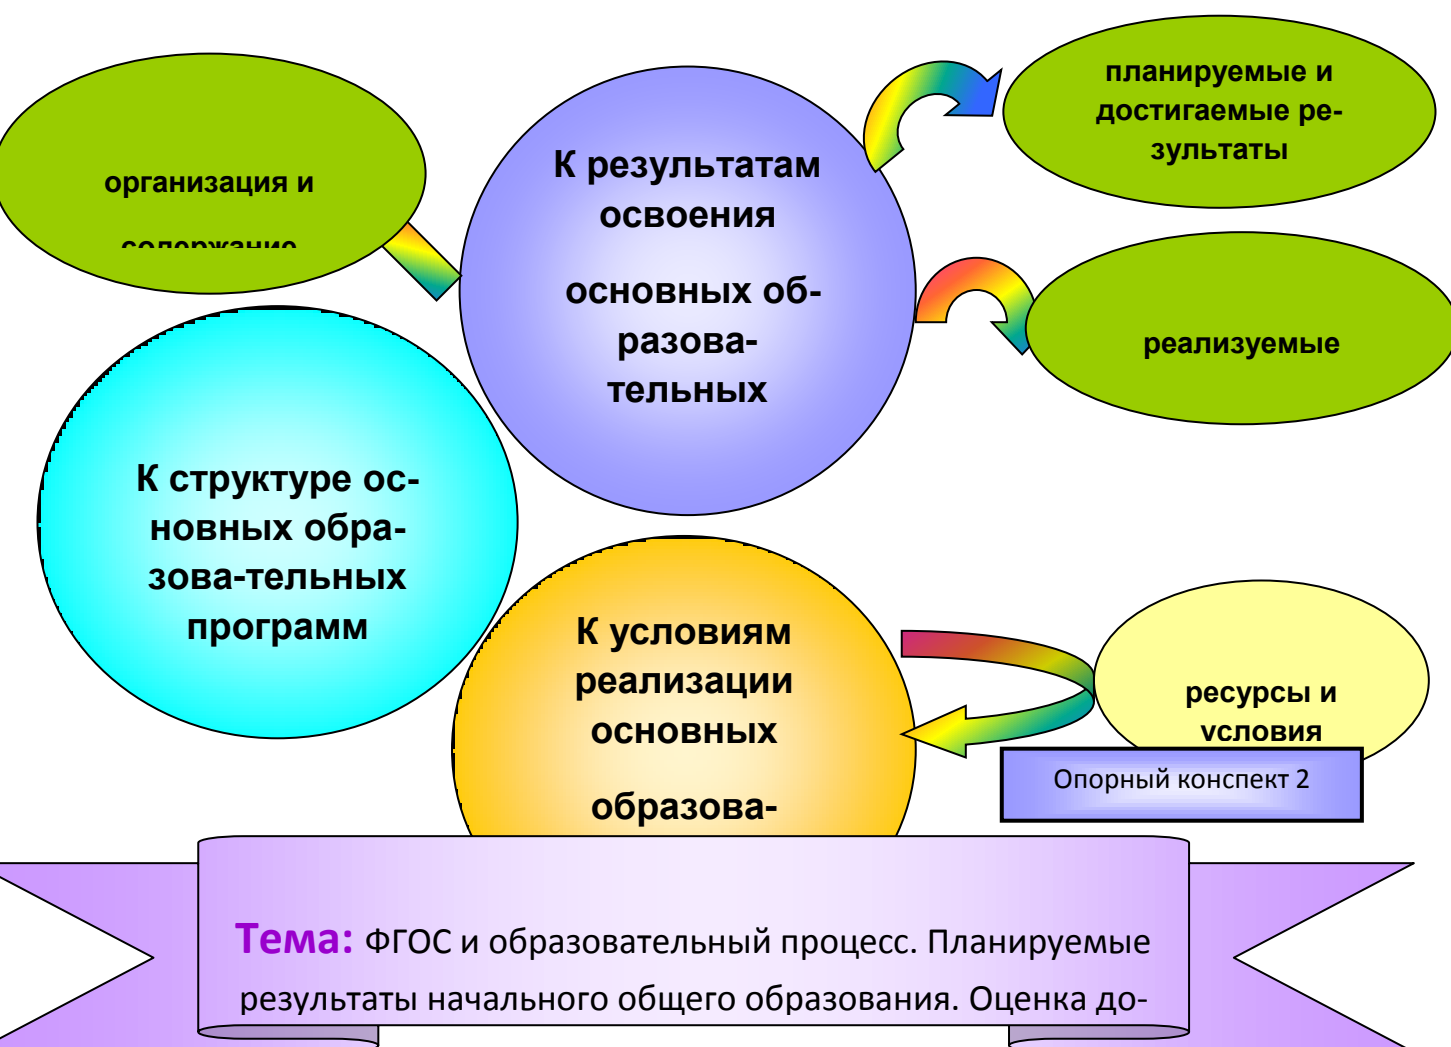 организация и
содержание
К результатам
освоения
основных об-
разова-
тельных
планируемые и
достигаемые ре-
зультаты
реализуемые
К структуре ос-
новных обра-
зова-тельных
программ
К условиям
реализации
основных
образова-
ресурсы и
условия
Опорный конспект 2
Тема: ФГОС и образовательный процесс. Планируемые
результаты начального общего образования. Оценка до-